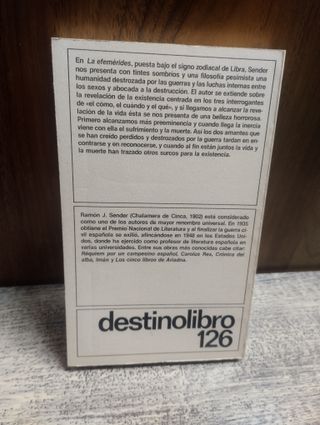 En La efemérides, puesta bajo el signo zodiacal de Libra, Sender
nos presenta con tintes sombríos y una filosofía pesimista una
humanidad destrozada por las guerras y las luchas internas entre
los sexos y abocada a la destrucción. El autor se extiende sobre
la revelación de la existencia centrada en los tres interrogantes
de «el cómo, el cuándo y el qué», y si llegamos a alcanzar la reve-
lación de la vida ésta se nos presenta de una belleza horrorosa.
Primero alcanzamos más preeminencia y cuando llega la inercia
viene con ella el sufrimiento y la muerte. Así los dos amantes que
se han creído perdidos y destrozados por la guerra tardan en en-
contrarse y en reconocerse, y cuando al fin están juntos la vida y
la muerte han trazado otros surcos para la existencia.
Ramón J. Sender (Chalamera de Cinca, 1902) está considerado
como uno de los autores de mayor renombre universal. En 1935
obtiene el Premio Nacional de Literatura y al finalizar la guerra ci-
vil española se exilia, afincándose en 1948 en los Estados Uni-
dos, donde ha ejercido como profesor de literatura española en
varias universidades. Entre sus obras más conocidas cabe citar:
Réquiem por un campesino español, Carolus Rex, Crónica del
alba, Imán y Los cinco libros de Ariadna.
destinolibro
126